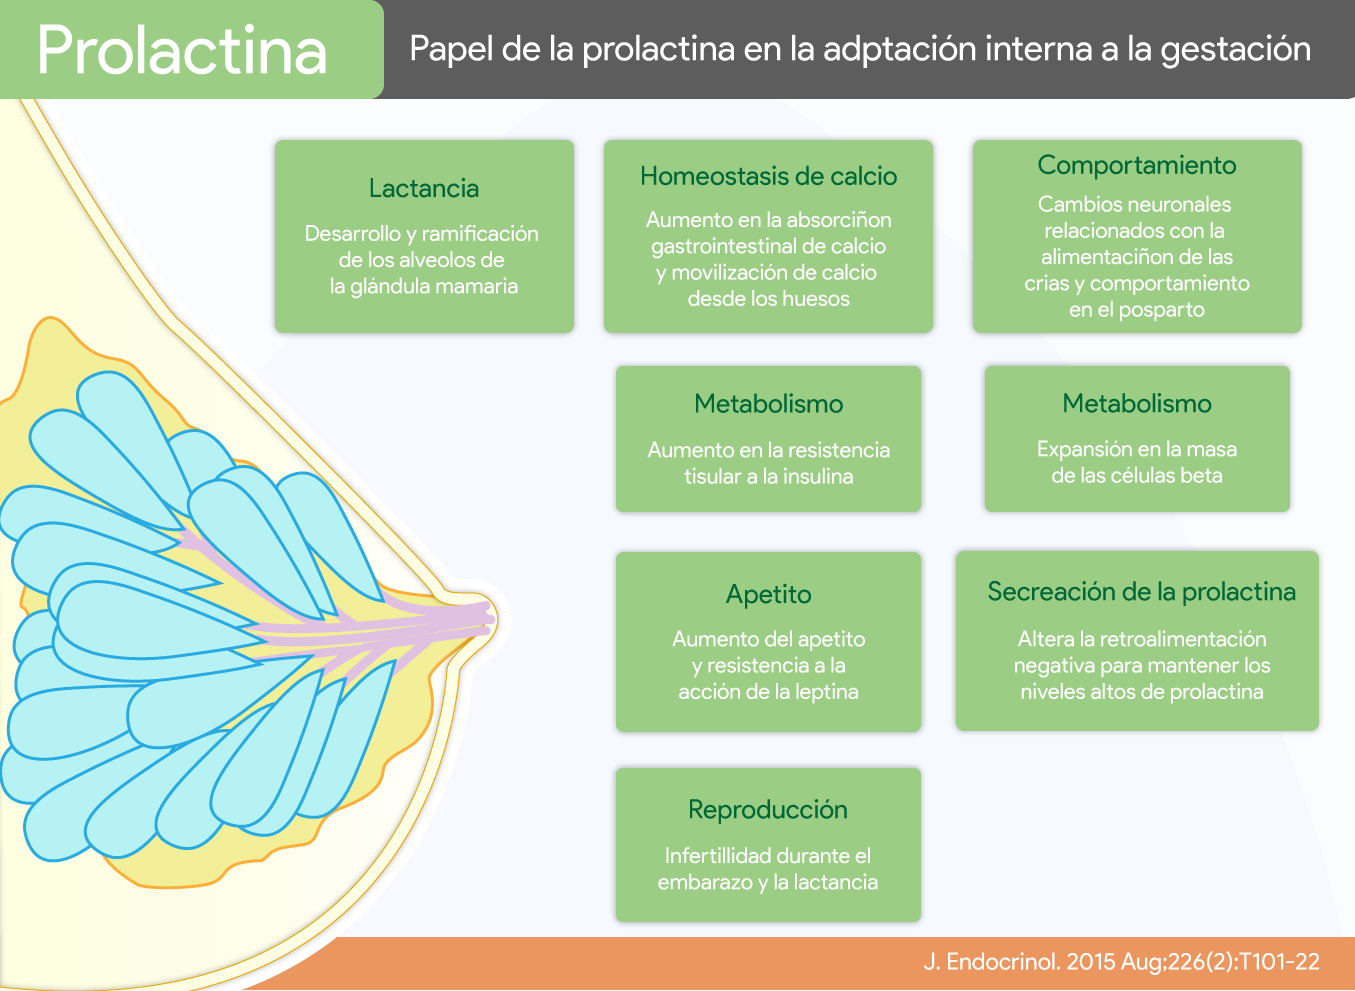 Prolactina
Papel de la prolactina en la adptación interna a la gestación
Lactancia
Desarrollo y ramificación
de los alveolos de
la glándula mamaria
Homeostasis de calcio
Aumento en la absorciñon
gastrointestinal de calcio
y movilización de calcio
desde los huesos
Comportamiento
Cambios neuronales
relacionados con la
alimentaciñon de las
crias y comportamiento
en el posparto
Metabolismo
Aumento en la resistencia
tisular a la insulina
Metabolismo
Expansión en la masa
de las células beta
Apetito
Aumento del apetito
y resistencia a la
acción de la leptina
Secreación de la prolactina
Altera la retroalimentación
negativa para mantener los
niveles altos de prolactina
Reproducción
Infertillidad durante el
embarazo y la lactancia
J. Endocrinol. 2015 Aug;226(2):T101-22